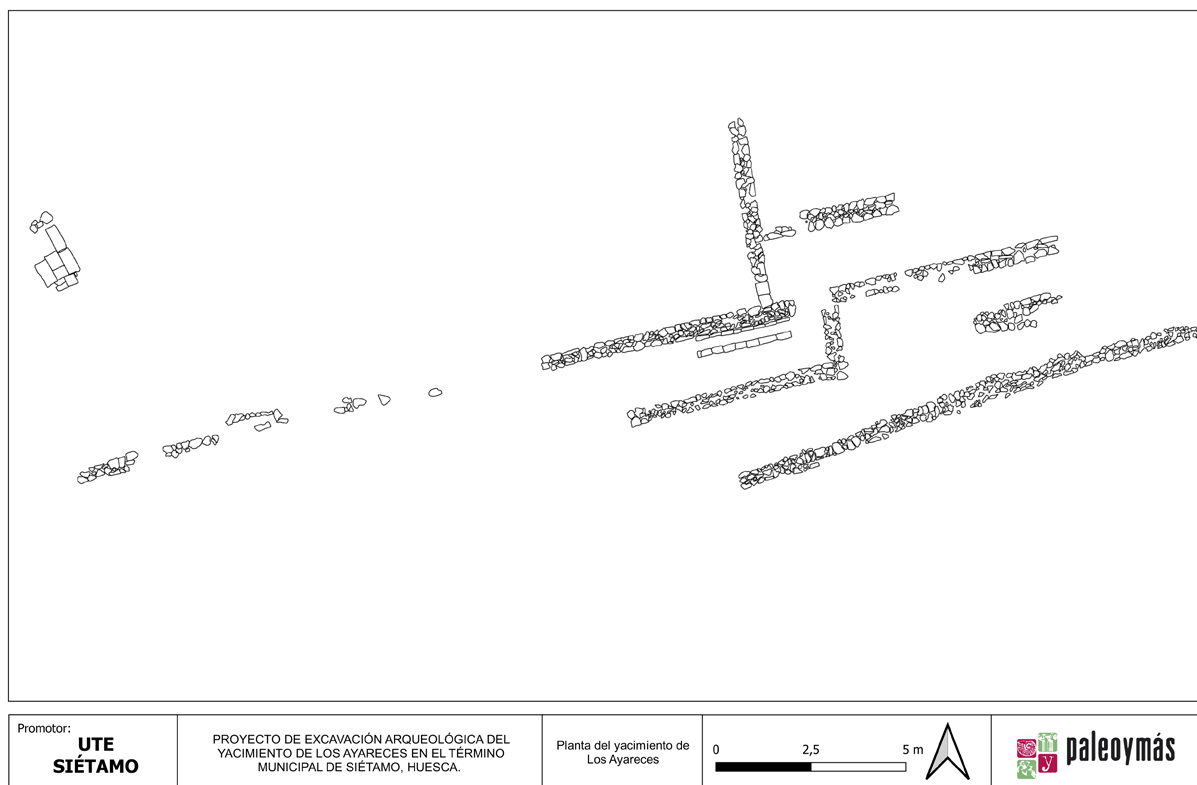 Promotor:
UTE
SIÉTAMO
PROYECTO DE EXCAVACIÓN ARQUEOLÓGICA DEL
YACIMIENTO DE LOS AYARECES EN EL TÉRMINO
MUNICIPAL DE SIÉTAMO, HUESCA.
Planta del yacimiento de
Los Ayareces
0 2,5 5 m
y
paleoymás